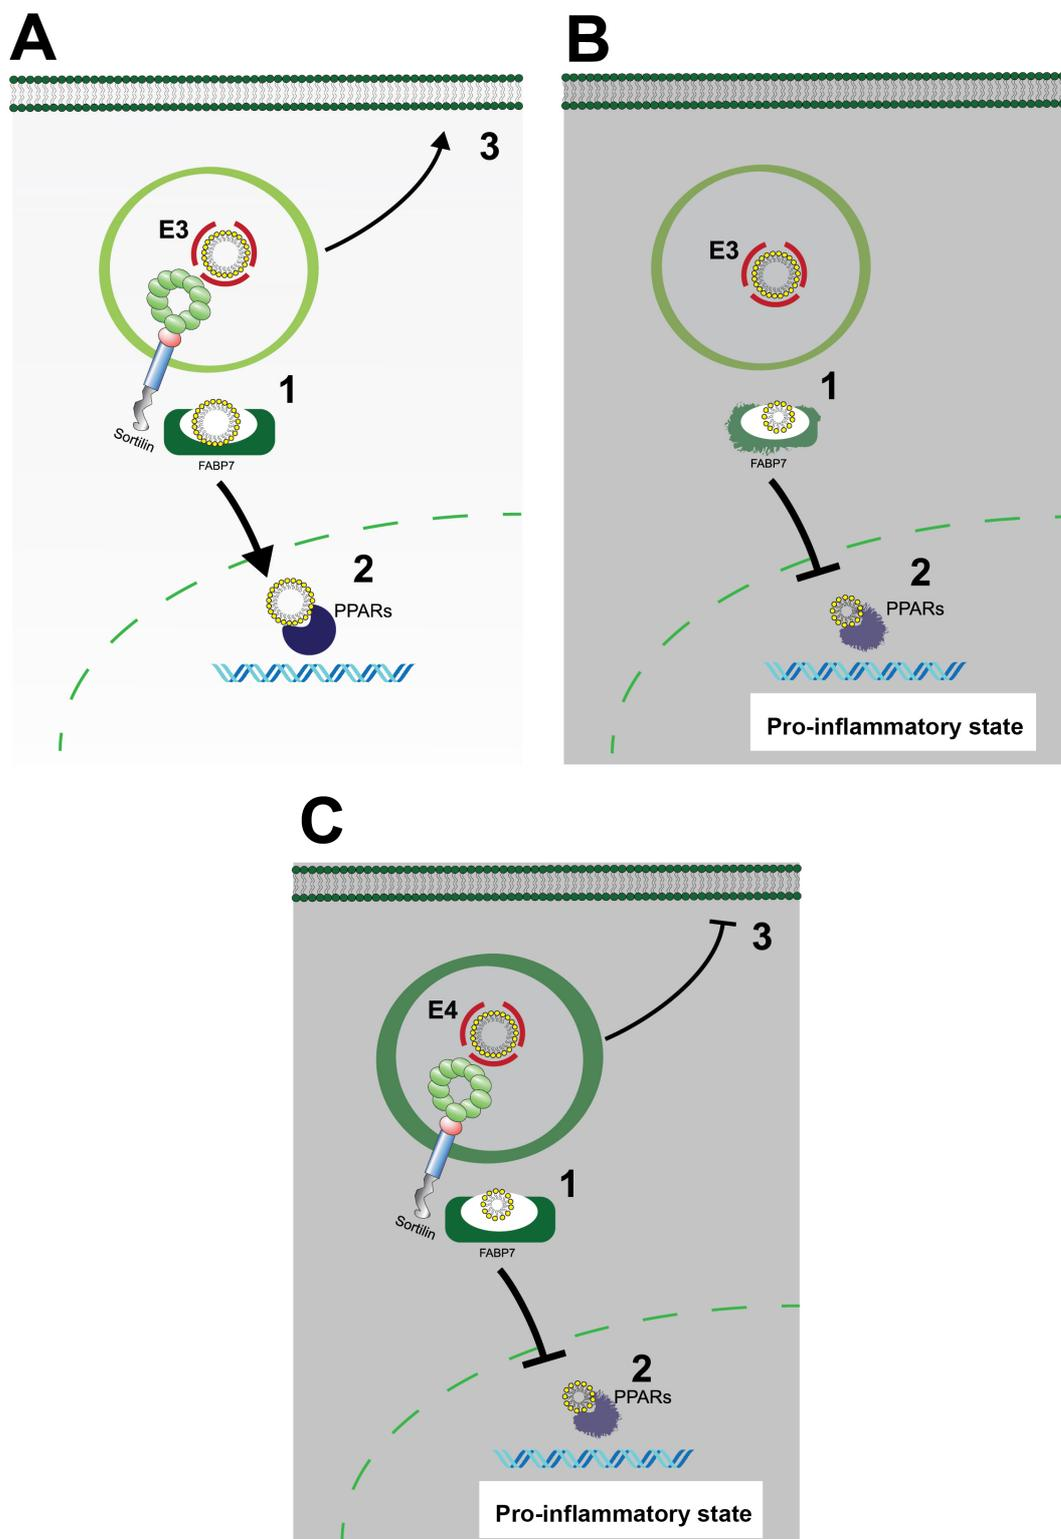 A
3
E3
1
Sortilin
FABP7
2
PPARs
B
E3
1
FABP7
2
PPARs
Pro-inflammatory state
C
3
E4
1
Sortilin
FABP7
2
PPARs
Pro-inflammatory state